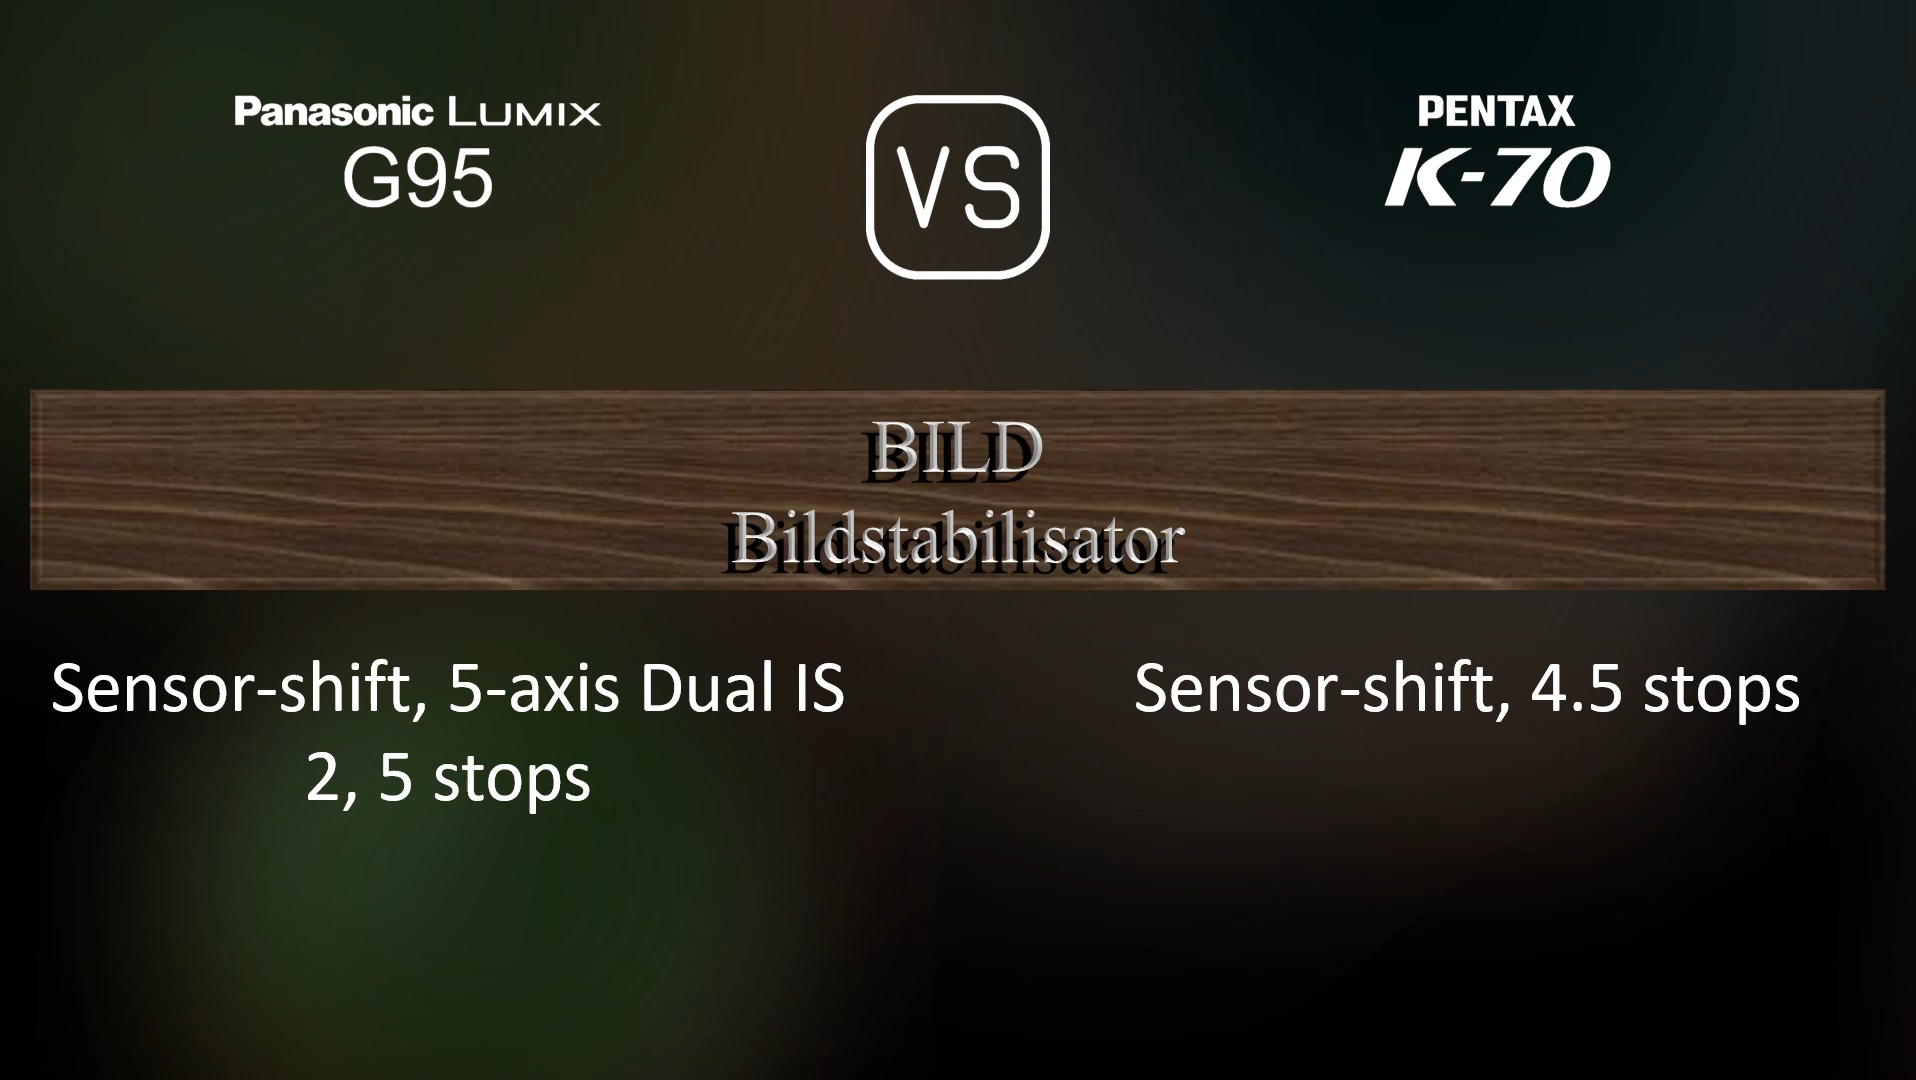 Panasonic LUMIX
G95
VS
PENTAX
K-70
BILD
Bildstabilisator
Sensor-shift, 5-axis Dual IS
2, 5 stops
Sensor-shift, 4.5 stops